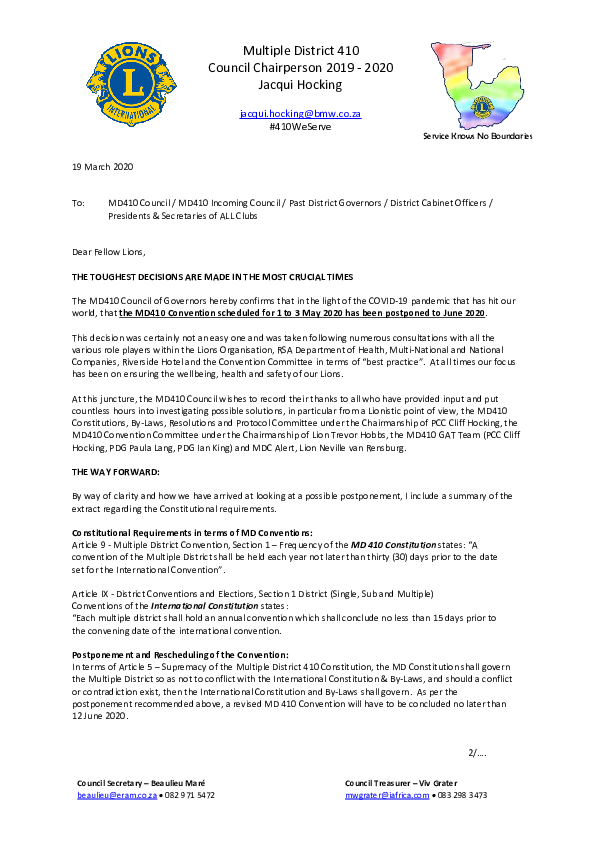 LIONS
L
INTERNATIONAL
Multiple District 410
Council Chairperson 2019 - 2020
Jacqui Hocking
jacqui.hocking@bmw.co.za
#410WeServe
Service Knows No Boundaries
19 March 2020
To: MD410 Council / MD410 Incoming Council / Past District Governors / District Cabinet Officers /
Presidents & Secretaries of ALL Clubs
Dear Fellow Lions,
THE TOUGHEST DECISIONS ARE MADE IN THE MOST CRUCIAL TIMES
The MD410 Council of Governors hereby confirms that in the light of the COVID-19 pandemic that has hit our
world, that the MD410 Convention scheduled for 1 to 3 May 2020 has been postponed to June 2020.
This decision was certainly not an easy one and was taken following numerous consultations with all the
various role players within the Lions Organisation, RSA Department of Health, Multi-National and National
Companies, Riverside Hotel and the Convention Committee in terms of “best practice”. At all times our focus
has been on ensuring the wellbeing, health and safety of our Lions.
At this juncture, the MD410 Council wishes to record their thanks to all who have provided input and put
countless hours into investigating possible solutions, in particular from a Lionistic point of view, the MD410
Constitutions, By-Laws, Resolutions and Protocol Committee under the Chairmanship of PCC Cliff Hocking, the
MD410 Convention Committee under the Chairmanship of Lion Trevor Hobbs, the MD410 GAT Team (PCC Cliff
Hocking, PDG Paula Lang, PDG Ian King) and MDC Alert, Lion Neville van Rensburg.
THE WAY FORWARD:
By way of clarity and how we have arrived at looking at a possible postponement, I include a summary of the
extract regarding the Constitutional requirements.
Constitutional Requirements in terms of MD Conventions:
Article 9 - Multiple District Convention, Section 1 – Frequency of the MD 410 Constitution states: “A
convention of the Multiple District shall be held each year not later than thirty (30) days prior to the date
set for the International Convention”.
Article IX - District Conventions and Elections, Section 1 District (Single, Sub and Multiple)
Conventions of the International Constitution states:
“Each multiple district shall hold an annual convention which shall conclude no less than 15 days prior to
the convening date of the international convention.
Postponement and Rescheduling of the Convention:
In terms of Article 5 – Supremacy of the Multiple District 410 Constitution, the MD Constitution shall govern
the Multiple District so as not to conflict with the International Constitution & By-Laws, and should a conflict
or contradiction exist, then the International Constitution and By-Laws shall govern. As per the
postponement recommended above, a revised MD 410 Convention will have to be concluded no later than
12 June 2020.
2/....
Council Secretary – Beaulieu Maré
beaulieu@eram.co.za • 082 971 5472
Council Treasurer – Viv Grater
mwgrater@iafrica.com • 083 298 3473